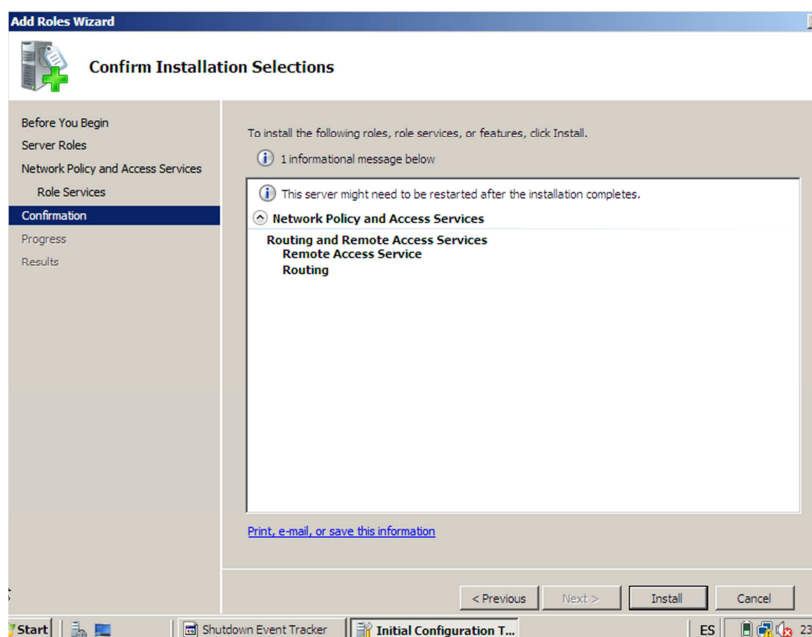 Add Roles Wizard
Confirm Installation Selections
Before You Begin
Server Roles
Network Policy and Access Services
Role Services
Confirmation
Progress
Results
To install the following roles, role services, or features, click Install.
1 informational message below
This server might need to be restarted after the installation completes.
Network Policy and Access Services
Routing and Remote Access Services
Remote Access Service
Routing
Print, e-mail, or save this information
< Previous
Next >
Install
Cancel
Start
Shutdown Event Tracker
Initial Configuration T...
ES
23